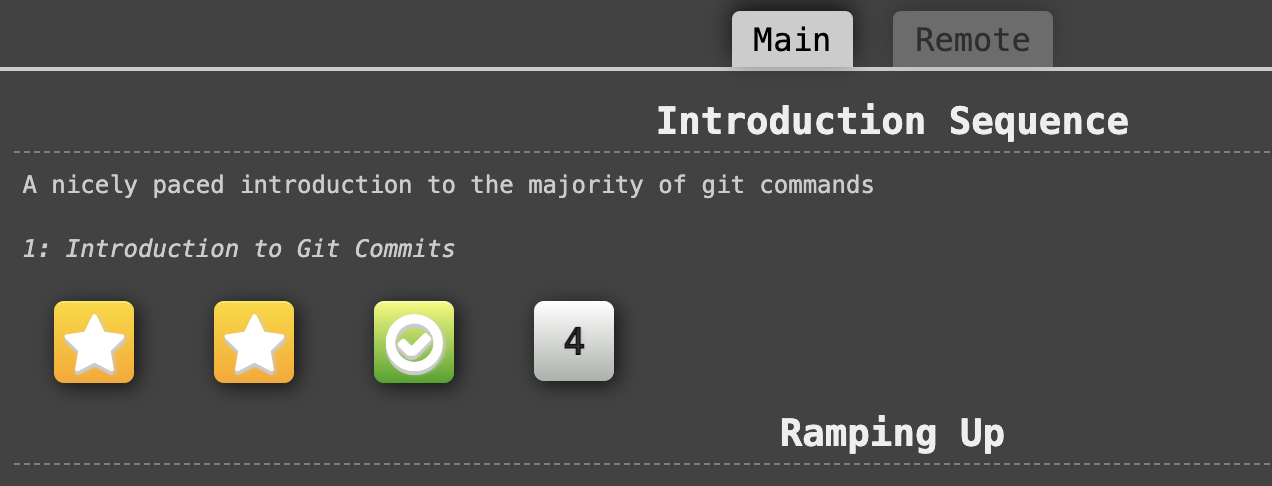 Main Remote
Introduction Sequence
A nicely paced introduction to the majority of git commands
1: Introduction to Git Commits
4
Ramping Up